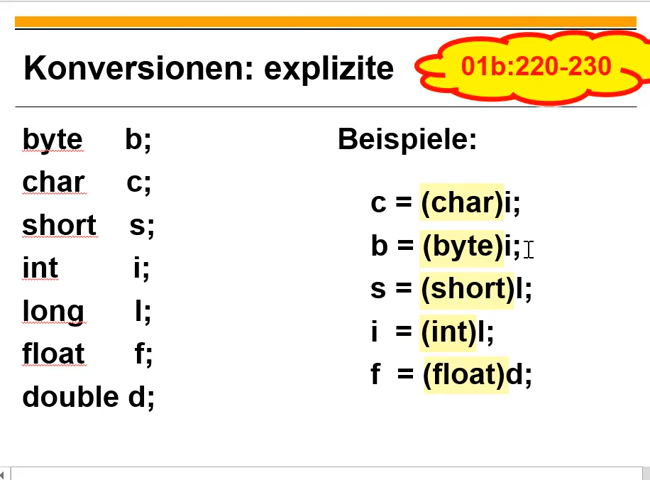 Konversionen: explizite
01b:220-230
byte b;
char c;
short s;
int i;
long l;
float f;
double d;
Beispiele:
c = (char)i;
b = (byte)i;
s = (short)l;
i = (int)l;
f = (float)d;